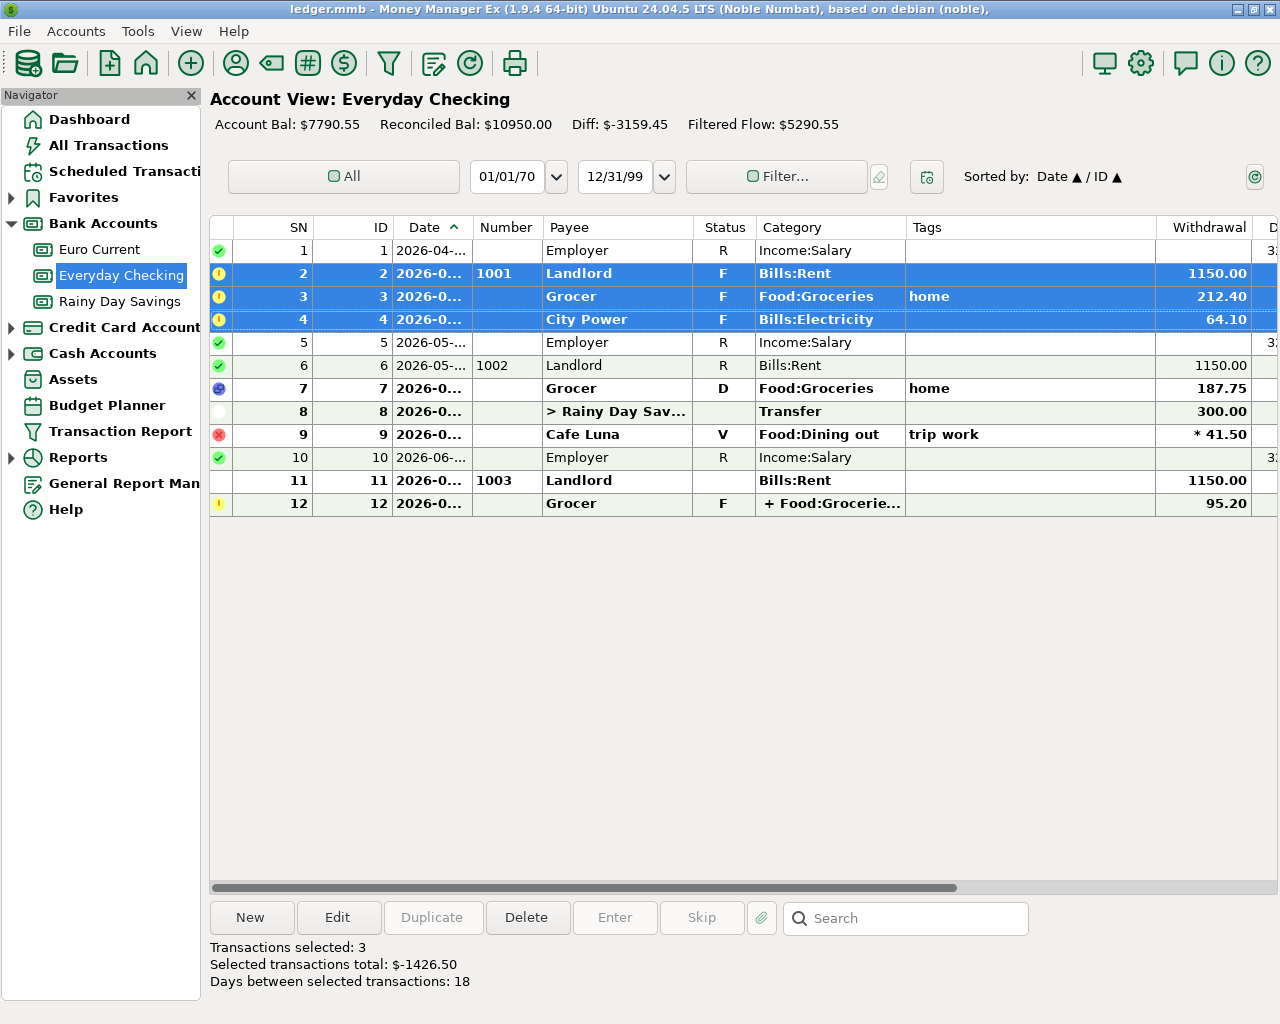 ledger.mmb - Money Manager Ex (1.9.4 64-bit) Ubuntu 24.04.5 LTS (Noble Numbat), based on debian (noble),
File Accounts Tools View Help
Navigator
Dashboard
All Transactions
Scheduled Transacti
Favorites
Bank Accounts
Euro Current
Everyday Checking
Rainy Day Savings
Credit Card Account
Cash Accounts
Assets
Budget Planner
Transaction Report
Reports
General Report Man
Help
Account View: Everyday Checking
Account Bal: $7790.55 Reconciled Bal: $10950.00 Diff: $-3159.45 Filtered Flow: $5290.55
All 01/01/70 12/31/99 Filter... Sorted by: Date ▲ / ID ▲
SN ID Date Number Payee Status Category Tags Withdrawal D
1 1 2026-04-... Employer R Income:Salary 32
2 2 2026-0... 1001 Landlord F Bills:Rent 1150.00
3 3 2026-0... Grocer F Food:Groceries home 212.40
4 4 2026-0... City Power F Bills:Electricity 64.10
5 5 2026-05-... Employer R Income:Salary 32
6 6 2026-05-... 1002 Landlord R Bills:Rent 1150.00
7 7 2026-0... Grocer D Food:Groceries home 187.75
8 8 2026-0... > Rainy Day Sav... Transfer 300.00
9 9 2026-0... Cafe Luna V Food:Dining out trip work * 41.50
10 10 2026-06-... Employer R Income:Salary 32
11 11 2026-0... 1003 Landlord Bills:Rent 1150.00
12 12 2026-0... Grocer F + Food:Grocerie... 95.20
New Edit Duplicate Delete Enter Skip Search
Transactions selected: 3
Selected transactions total: $-1426.50
Days between selected transactions: 18